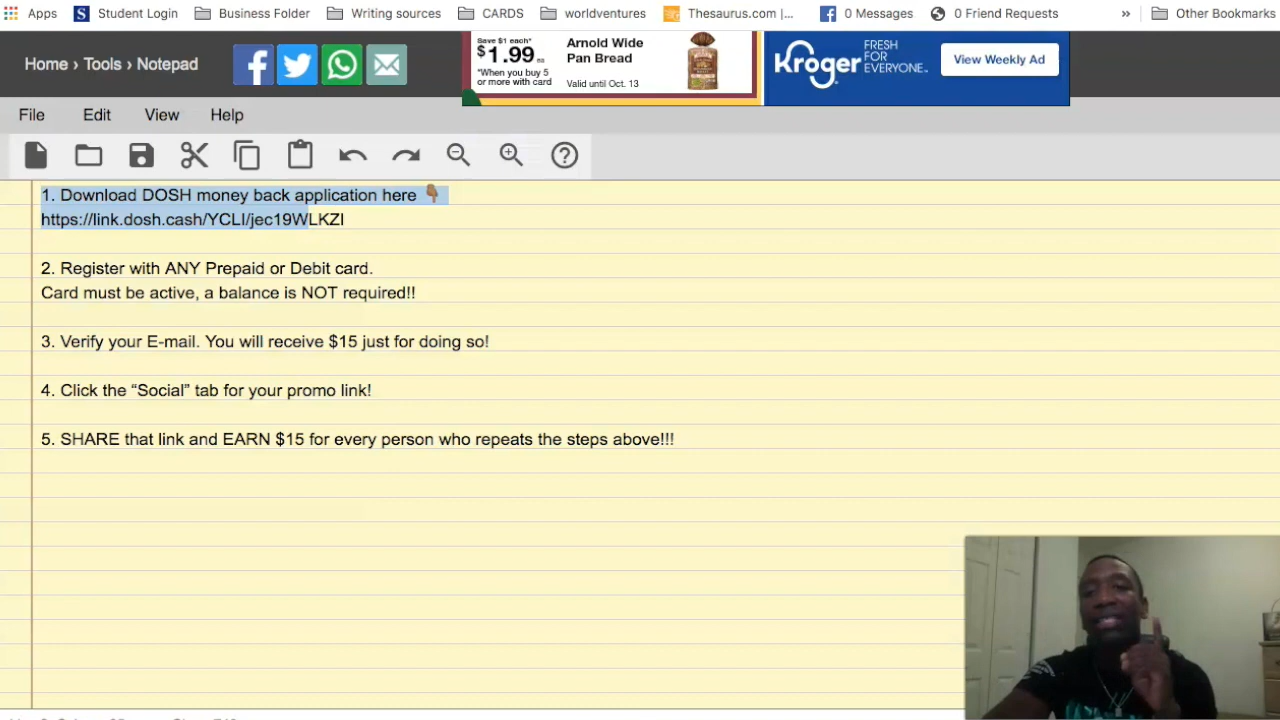 Apps Student Login Business Folder Writing sources CARDS worldventures Thesaurus.com |... 0 Messages 0 Friend Requests » Other Bookmarks
Home › Tools › Notepad
Save $1 each*
$1.99 ea
*When you buy 5
or more with card
Arnold Wide
Pan Bread
Valid until Oct. 13
Kroger
FRESH
FOR
EVERYONE™
View Weekly Ad
File Edit View Help
1. Download DOSH money back application here 👇🏾
https://link.dosh.cash/YCLI/jec19WLKZI
2. Register with ANY Prepaid or Debit card.
Card must be active, a balance is NOT required!!
3. Verify your E-mail. You will receive $15 just for doing so!
4. Click the “Social” tab for your promo link!
5. SHARE that link and EARN $15 for every person who repeats the steps above!!!